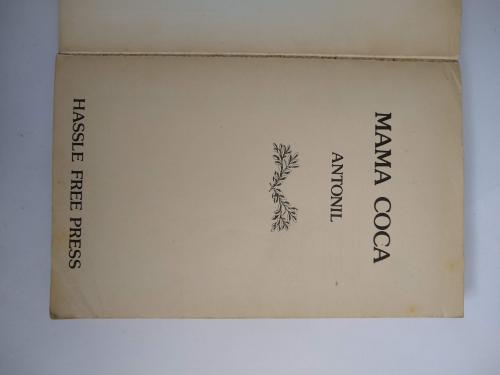 MAMA COCA
ANTONIL
HASSLE FREE PRESS